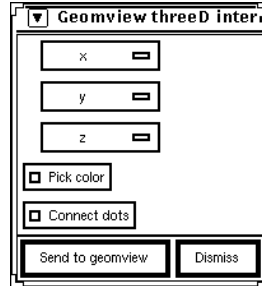 Geomview threeD inter
x
y
z
Pick color
Connect dots
Send to geomview Dismiss